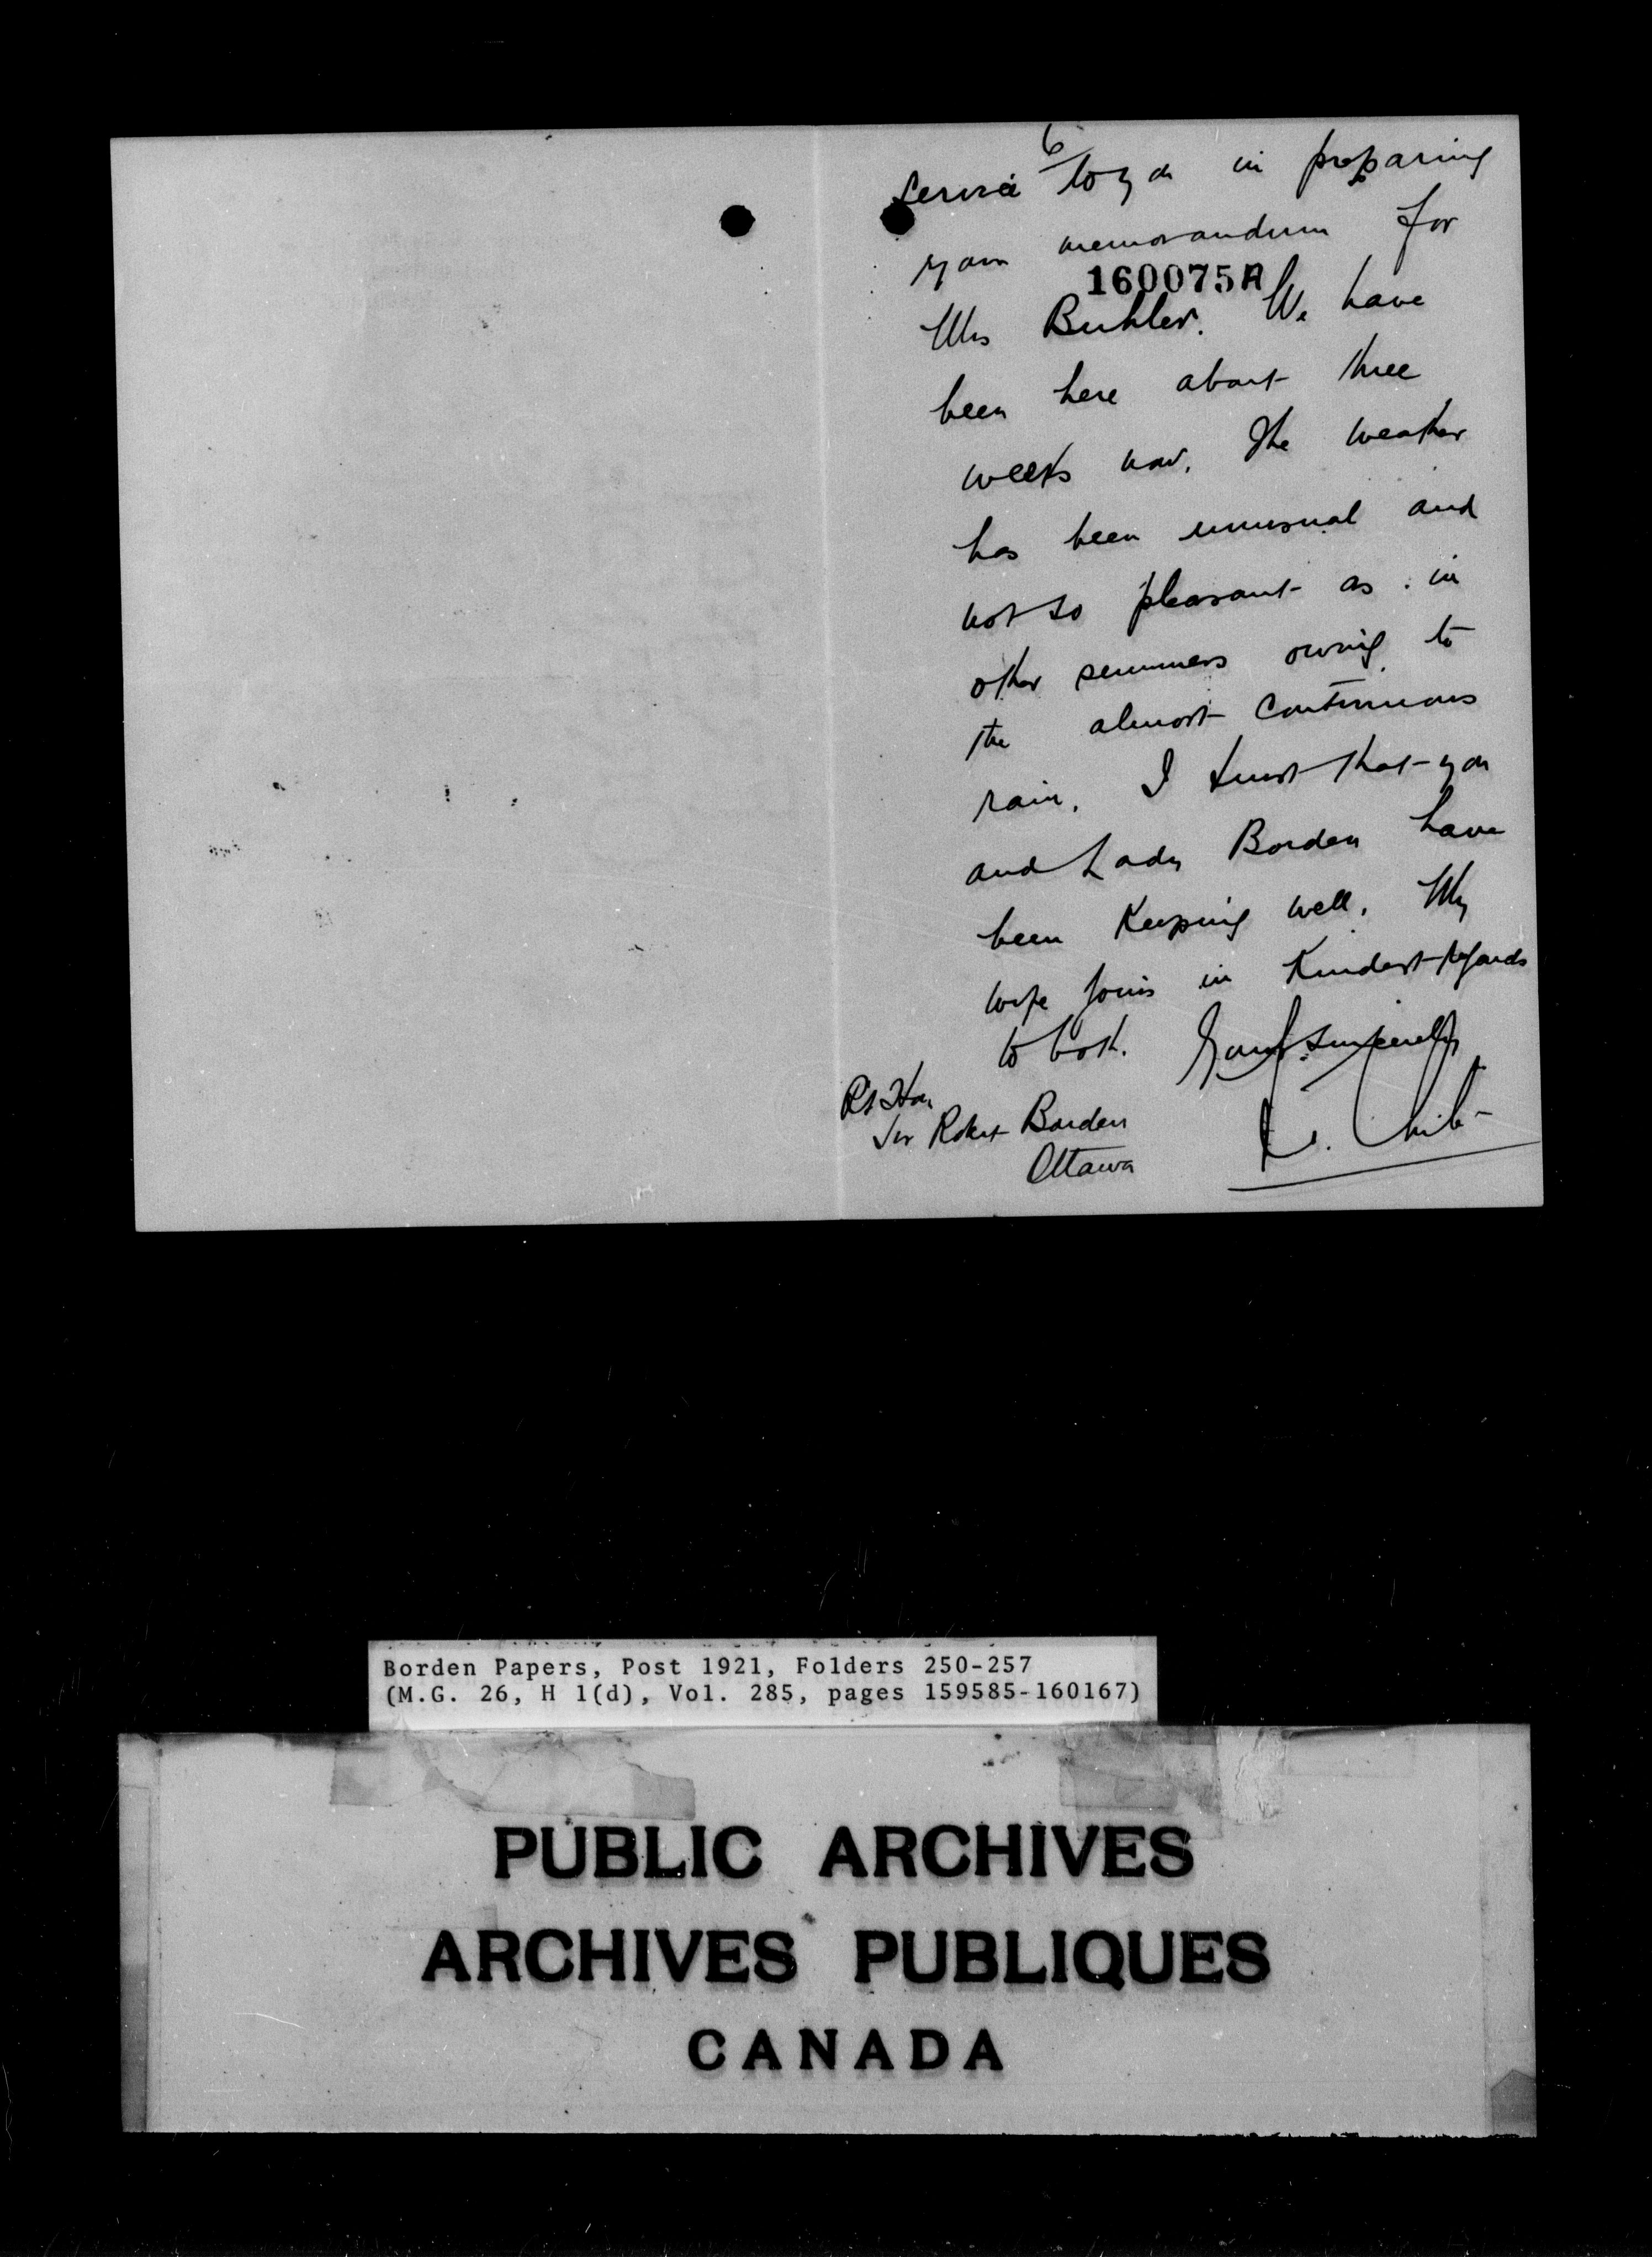 6
service to you in preparing
your memorandum for
160075A
Mrs Buhler. We have
been here about three
weeks now. The weather
has been unusual and
not so pleasant as in
other summers owing to
the almost continuous
rain. I trust that you
and Lady Borden have
been keeping well. My
wife joins in kindest regards
to both. Yours sincerely
Rt Hon
Sir Robert Borden
Ottawa
Borden Papers, Post 1921, Folders 250-257
(M.G. 26, H 1(d), Vol. 285, pages 159585-160167)
PUBLIC ARCHIVES
ARCHIVES PUBLIQUES
CANADA